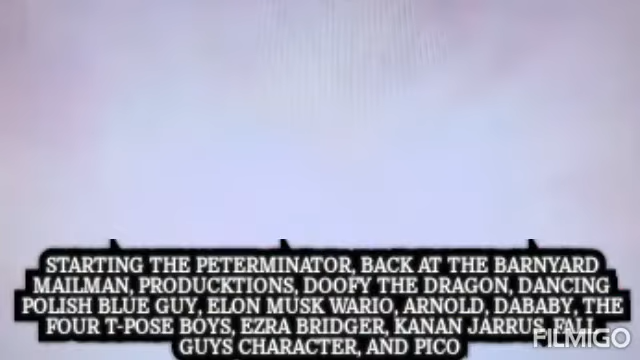 STARTING THE PETERMINATOR, BACK AT THE BARNYARD
MAILMAN, PRODUCKTIONS, DOOFY THE DRAGON, DANCING
POLISH BLUE GUY, ELON MUSK WARIO, ARNOLD, DABABY, THE
FOUR T-POSE BOYS, EZRA BRIDGER, KANAN JARRUS, FALL
GUYS CHARACTER, AND PICO
FILMIGO